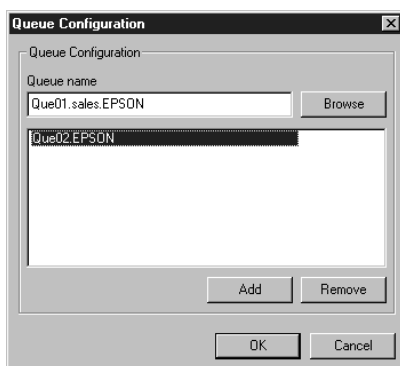 Queue Configuration
Queue Configuration
Queue name
Que01.sales.EPSON
Browse
Que02.EPSON
Add
Remove
OK
Cancel